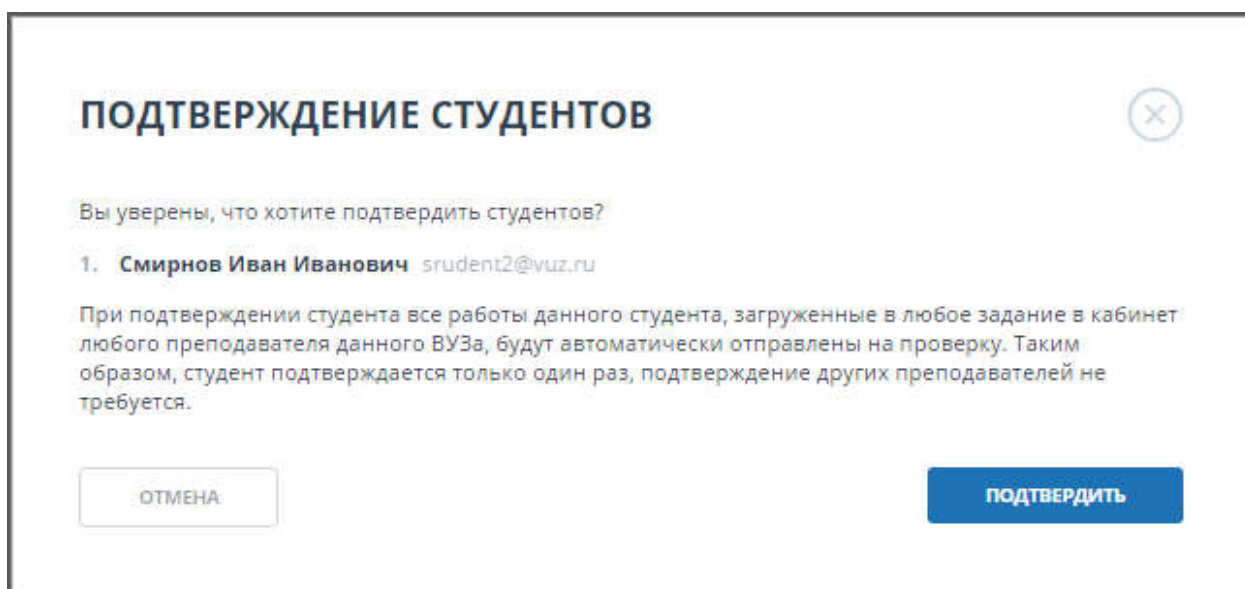 ПОДТВЕРЖДЕНИЕ СТУДЕНТОВ
Вы уверены, что хотите подтвердить студентов?
1. Смирнов Иван Иванович srudent2@vuz.ru
При подтверждении студента все работы данного студента, загруженные в любое задание в кабинет
любого преподавателя данного ВУЗа, будут автоматически отправлены на проверку. Таким
образом, студент подтверждается только один раз, подтверждение других преподавателей не
требуется.
ОТМЕНА ПОДТВЕРДИТЬ